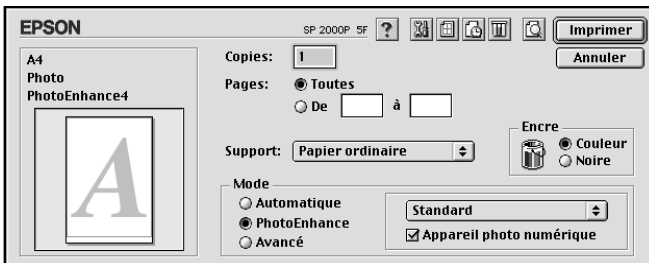 EPSON SP 2000P 5F ? Imprimer
Annuler
A4
Photo
PhotoEnhance4
A
Copies: 1
Pages: Toutes
De à
Support: Papier ordinaire
Encre
Couleur
Noire
Mode
Automatique
PhotoEnhance
Avancé
Standard
Appareil photo numérique